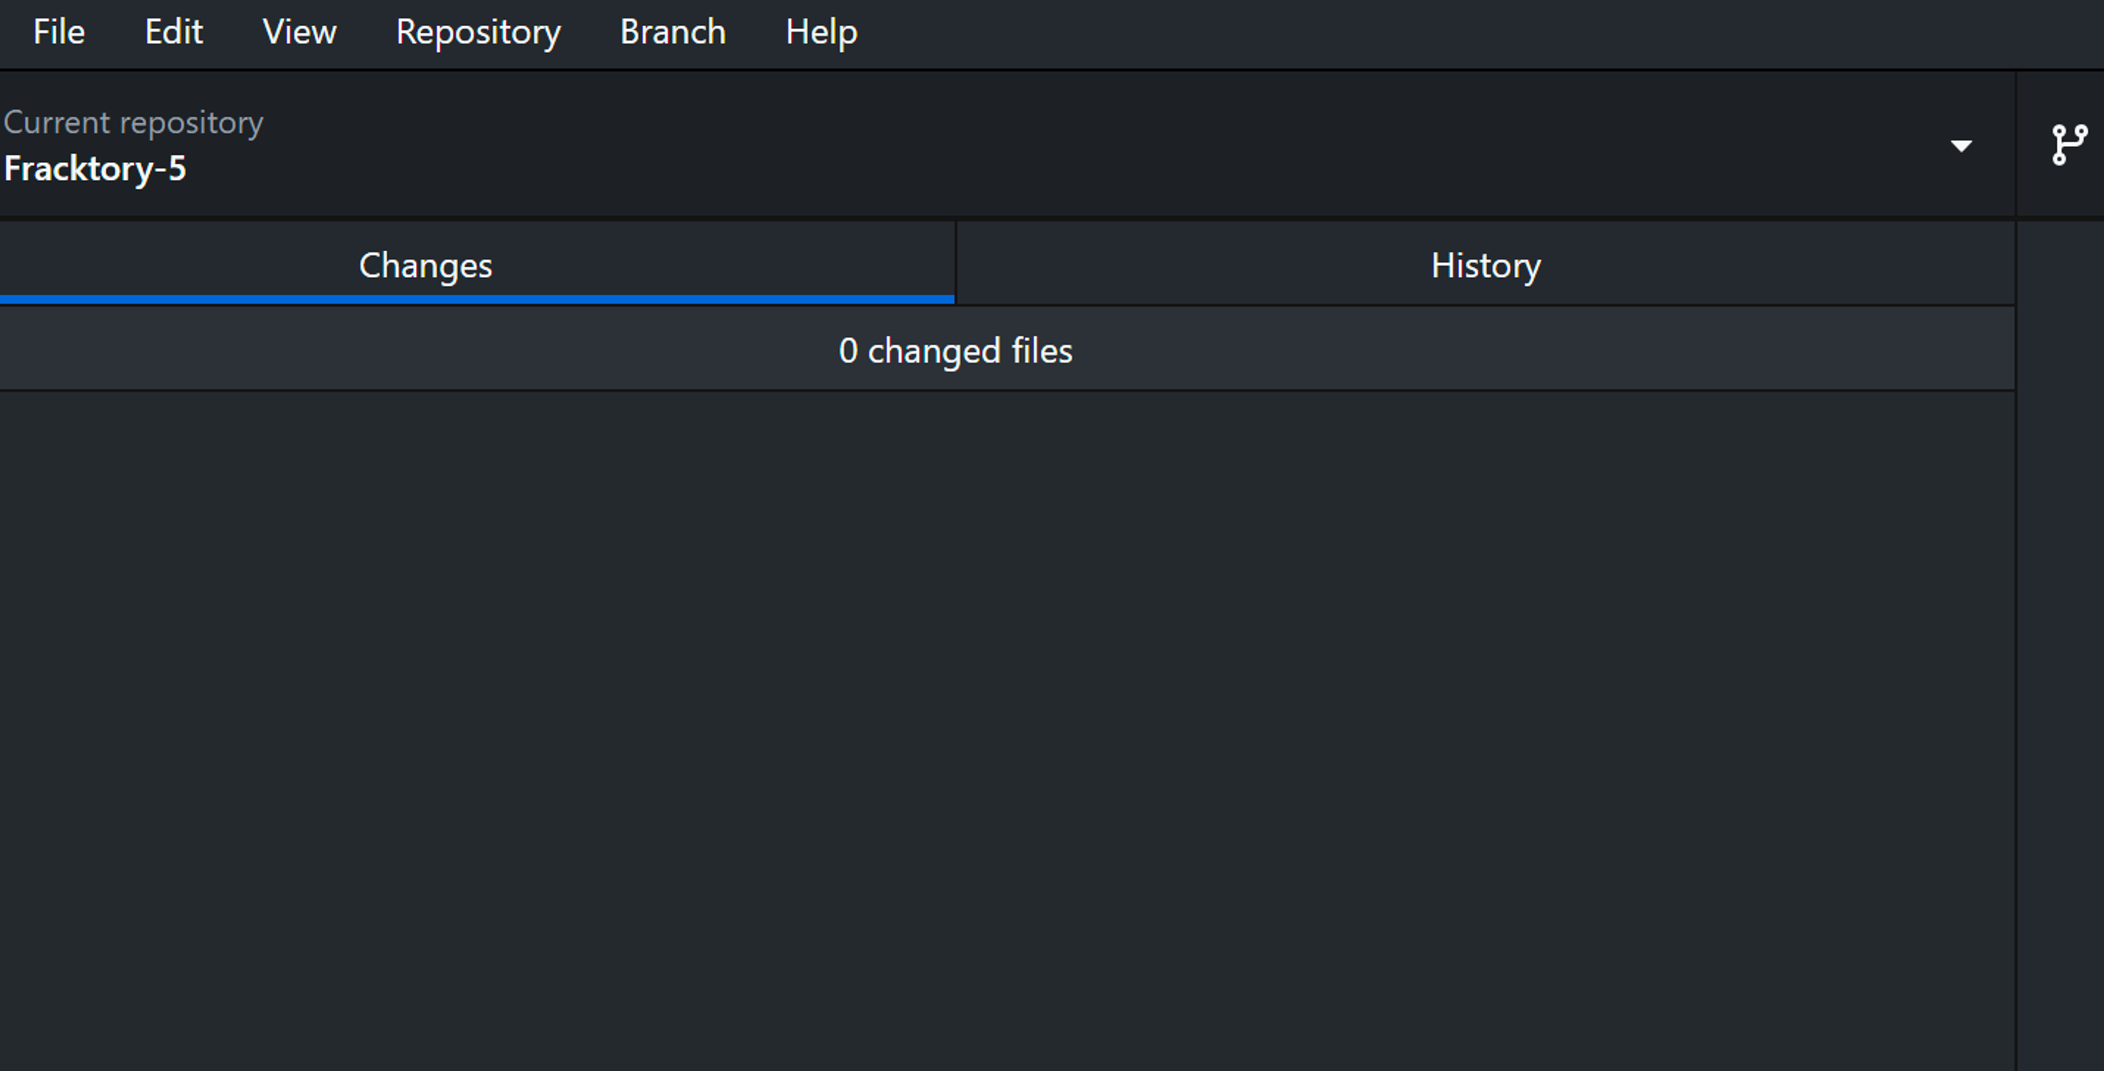 File Edit View Repository Branch Help
Current repository
Fracktory-5
Changes History
0 changed files